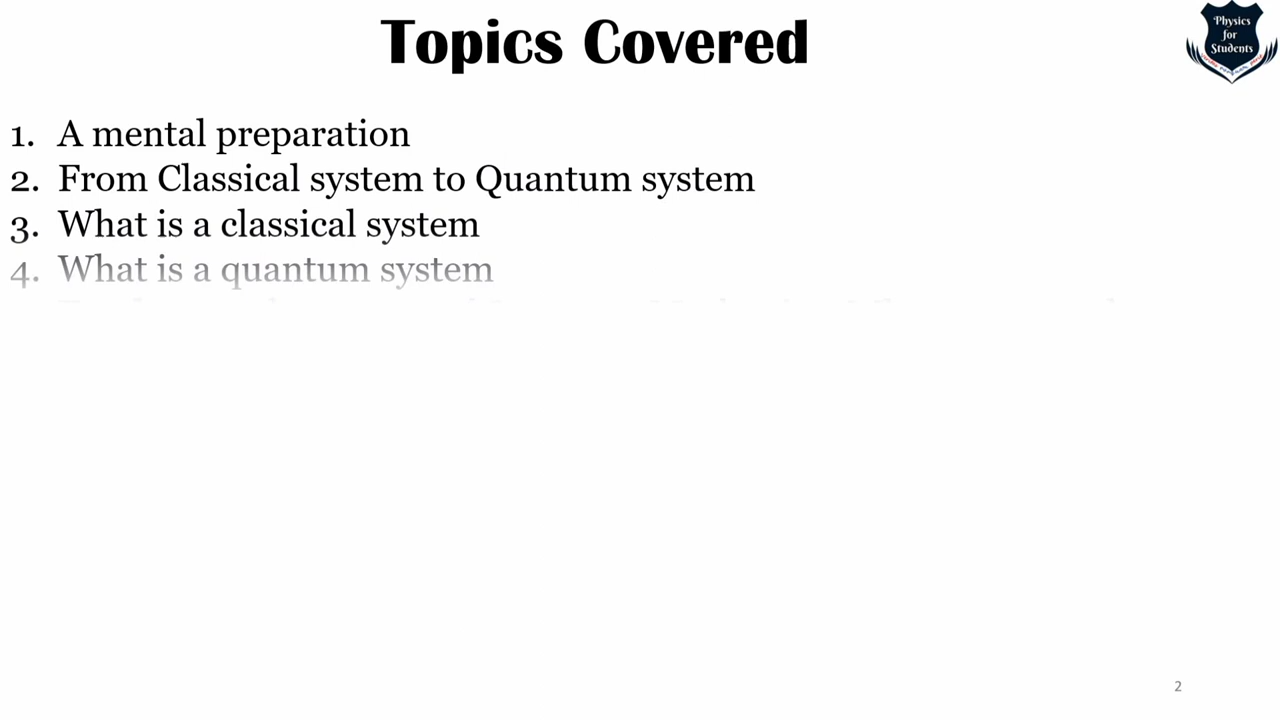 Topics Covered
Physics
for
Students
1. A mental preparation
2. From Classical system to Quantum system
3. What is a classical system
4. What is a quantum system
2